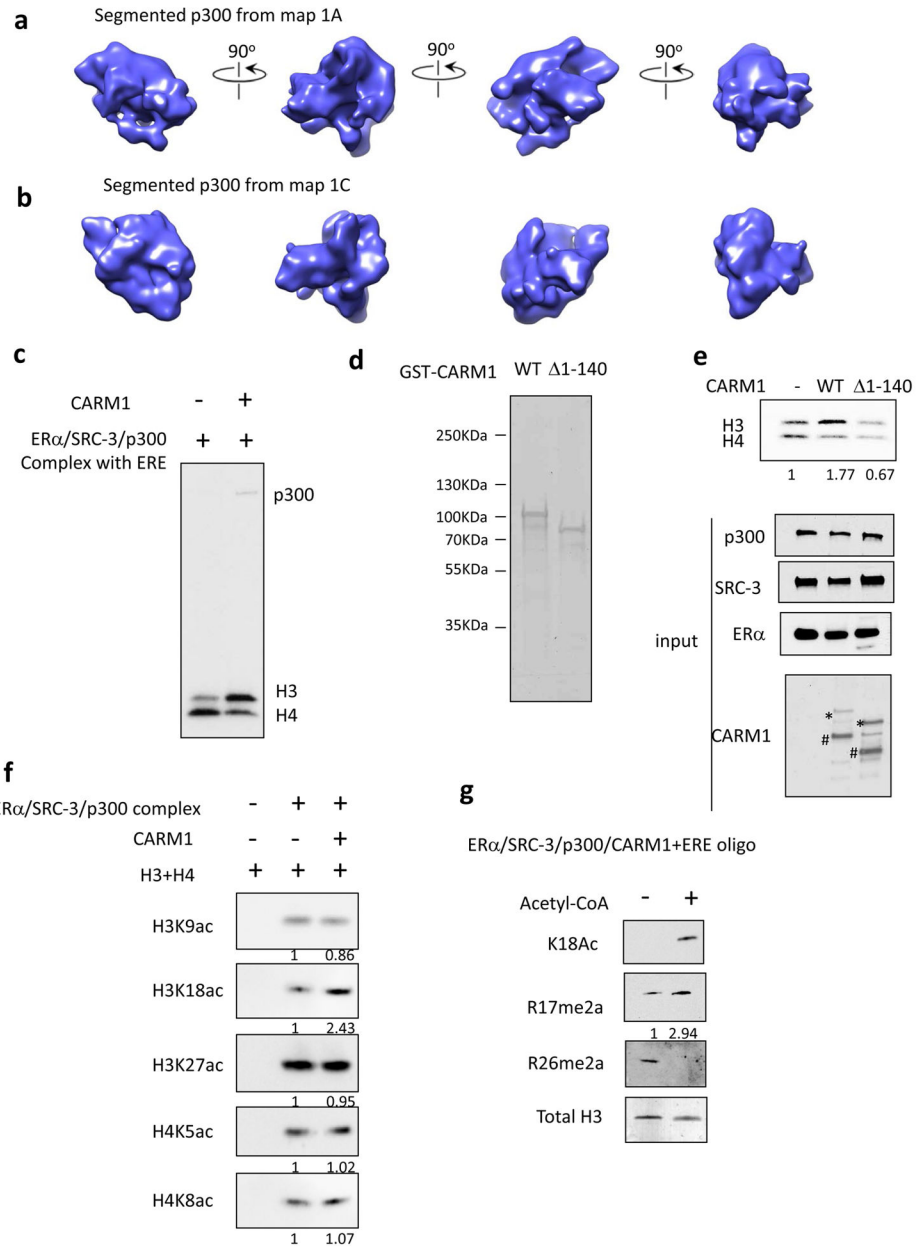 a
Segmented p300 from map 1A
90o
90o
90o
Segmented p300 from map 1C
b
c
CARM1 - +
ERα/SRC-3/p300 + +
Complex with ERE
p300
H3
H4
d
GST-CARM1 WT Δ1-140
250KDa
130KDa
100KDa
70KDa
55KDa
35KDa
e
CARM1 - WT Δ1-140
H3
H4
1 1.77 0.67
p300
SRC-3
input
ERα
CARM1
* *
# #
f
ERα/SRC-3/p300 complex - + +
CARM1 - - +
H3+H4 + + +
H3K9ac
1 0.86
H3K18ac
1 2.43
H3K27ac
1 0.95
H4K5ac
1 1.02
H4K8ac
1 1.07
g
ERα/SRC-3/p300/CARM1+ERE oligo
Acetyl-CoA - +
K18Ac
R17me2a
1 2.94
R26me2a
Total H3